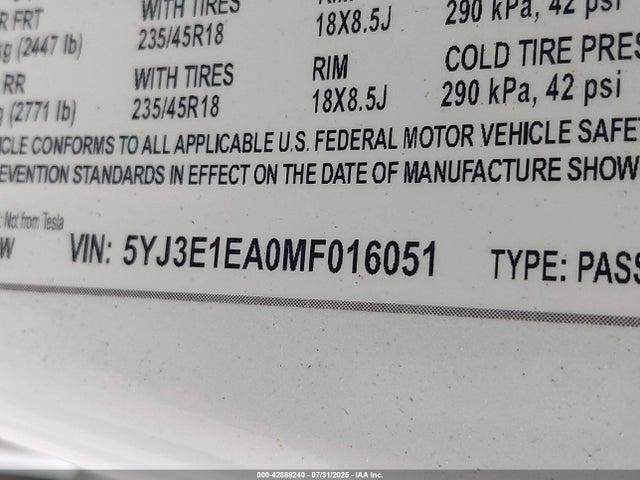 R FRT WITH TIRES RIM 290 kPa, 42 psi
kg (2447 lb) 235/45R18 18X8.5J
RR WITH TIRES RIM COLD TIRE PRES
(2771 lb) 235/45R18 18X8.5J 290 kPa, 42 psi
ICLE CONFORMS TO ALL APPLICABLE U.S. FEDERAL MOTOR VEHICLE SAFET
EVENTION STANDARDS IN EFFECT ON THE DATE OF MANUFACTURE SHOW
: Not from Tesla
W VIN: 5YJ3E1EA0MF016051 TYPE: PASS
000-42888240 - 07/31/2025 - IAA Inc.